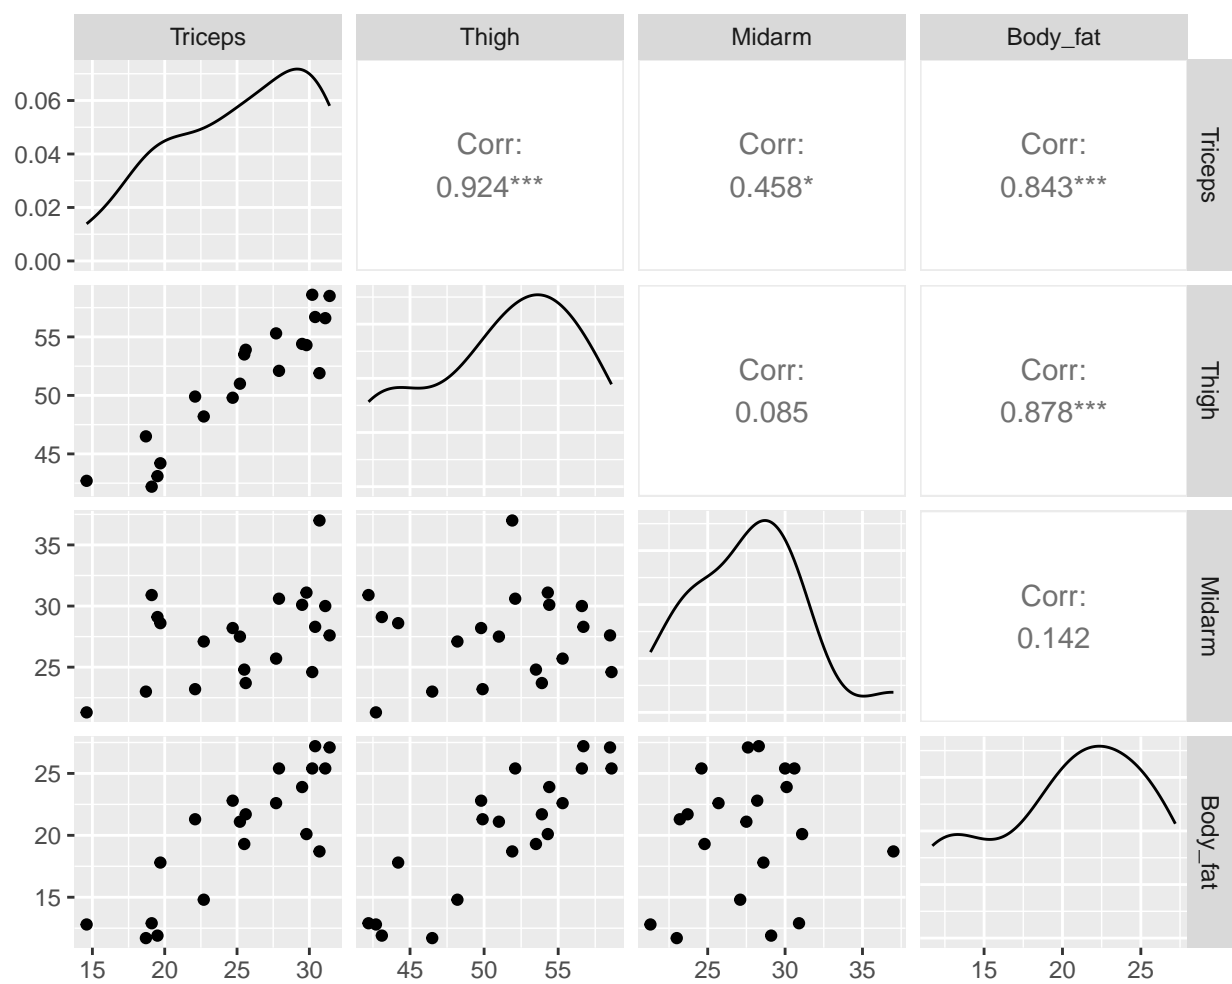 Triceps Thigh Midarm Body_fat
0.06
0.04
0.02
0.00
Corr:
0.924***
Corr:
0.458*
Corr:
0.843***
Triceps
55
50
45
Corr:
0.085
Corr:
0.878***
Thigh
35
30
25
Corr:
0.142
Midarm
25
20
15
Body_fat
15 20 25 30 45 50 55 25 30 35 15 20 25